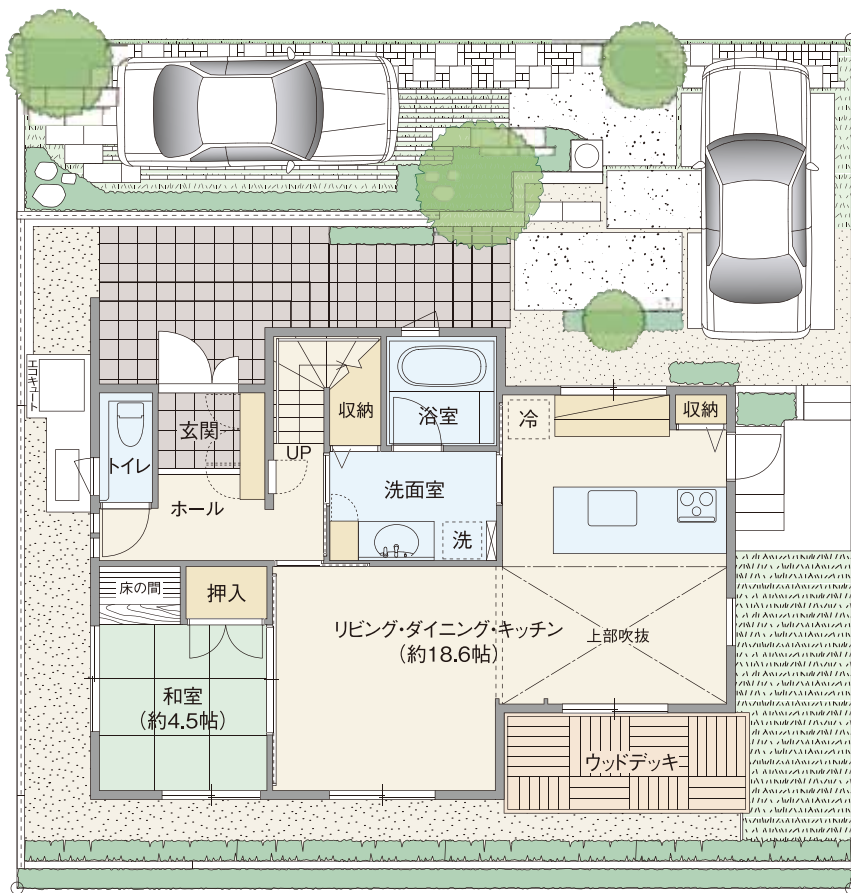 エコキュート
収納
浴室
冷
収納
玄関
トイレ
UP
洗面室
ホール
洗
床の間
押入
リビング・ダイニング・キッチン
(約18.6帖)
上部吹抜
和室
(約4.5帖)
ウッドデッキ